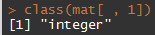 > class(mat[ , 1])
[1] "integer"